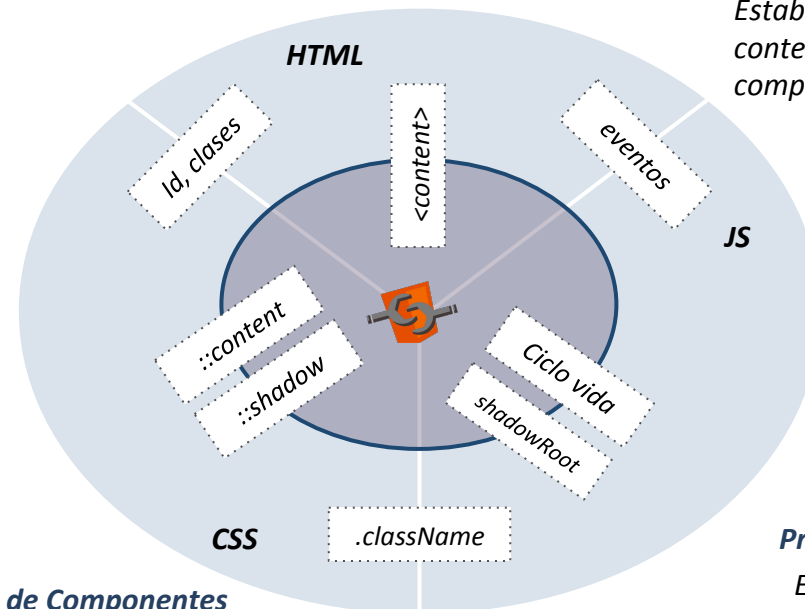 Estab
conte
comp
HTML
Id, clases
<content>
eventos
JS
::content
::shadow
Ciclo vida
shadowRoot
CSS
.className
Pr
E
de Componentes